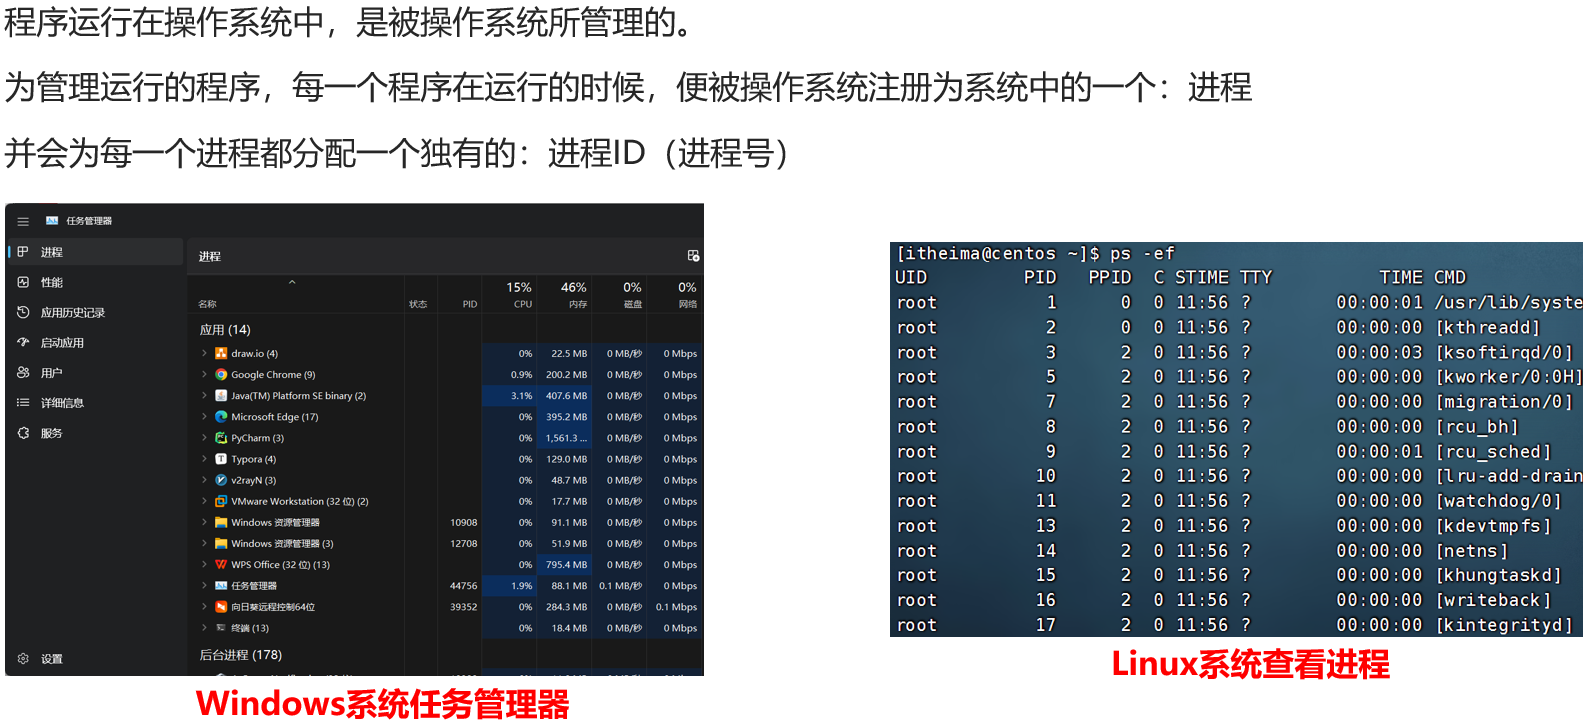 程序运行在操作系统中，是被操作系统所管理的。
为管理运行的程序，每一个程序在运行的时候，便被操作系统注册为系统中的一个：进程
并会为每一个进程都分配一个独有的：进程ID（进程号）
任务管理器
进程
性能
应用历史记录
启动应用
用户
详细信息
服务
设置
进程
15% 46% 0% 0%
名称 状态 PID CPU 内存 磁盘 网络
应用 (14)
draw.io (4) 0% 22.5 MB 0 MB/秒 0 Mbps
Google Chrome (9) 0.9% 200.2 MB 0 MB/秒 0 Mbps
Java(TM) Platform SE binary (2) 3.1% 407.6 MB 0 MB/秒 0 Mbps
Microsoft Edge (17) 0% 395.2 MB 0 MB/秒 0 Mbps
PyCharm (3) 0% 1,561.3 ... 0 MB/秒 0 Mbps
Typora (4) 0% 129.0 MB 0 MB/秒 0 Mbps
v2rayN (3) 0% 48.7 MB 0 MB/秒 0 Mbps
VMware Workstation (32 位) (2) 0% 17.7 MB 0 MB/秒 0 Mbps
Windows 资源管理器 10908 0% 91.1 MB 0 MB/秒 0 Mbps
Windows 资源管理器 (3) 12708 0% 51.9 MB 0 MB/秒 0 Mbps
WPS Office (32 位) (13) 0% 795.4 MB 0 MB/秒 0 Mbps
任务管理器 44756 1.9% 88.1 MB 0.1 MB/秒 0 Mbps
向日葵远程控制64位 39352 0% 284.3 MB 0 MB/秒 0.1 Mbps
终端 (13) 0% 18.4 MB 0 MB/秒 0 Mbps
后台进程 (178)
Windows系统任务管理器
[itheima@centos ~]$ ps -ef
UID PID PPID C STIME TTY TIME CMD
root 1 0 0 11:56 ? 00:00:01 /usr/lib/syste
root 2 0 0 11:56 ? 00:00:00 [kthreadd]
root 3 2 0 11:56 ? 00:00:03 [ksoftirqd/0]
root 5 2 0 11:56 ? 00:00:00 [kworker/0:0H]
root 7 2 0 11:56 ? 00:00:00 [migration/0]
root 8 2 0 11:56 ? 00:00:00 [rcu_bh]
root 9 2 0 11:56 ? 00:00:01 [rcu_sched]
root 10 2 0 11:56 ? 00:00:00 [lru-add-drain
root 11 2 0 11:56 ? 00:00:00 [watchdog/0]
root 13 2 0 11:56 ? 00:00:00 [kdevtmpfs]
root 14 2 0 11:56 ? 00:00:00 [netns]
root 15 2 0 11:56 ? 00:00:00 [khungtaskd]
root 16 2 0 11:56 ? 00:00:00 [writeback]
root 17 2 0 11:56 ? 00:00:00 [kintegrityd]
Linux系统查看进程